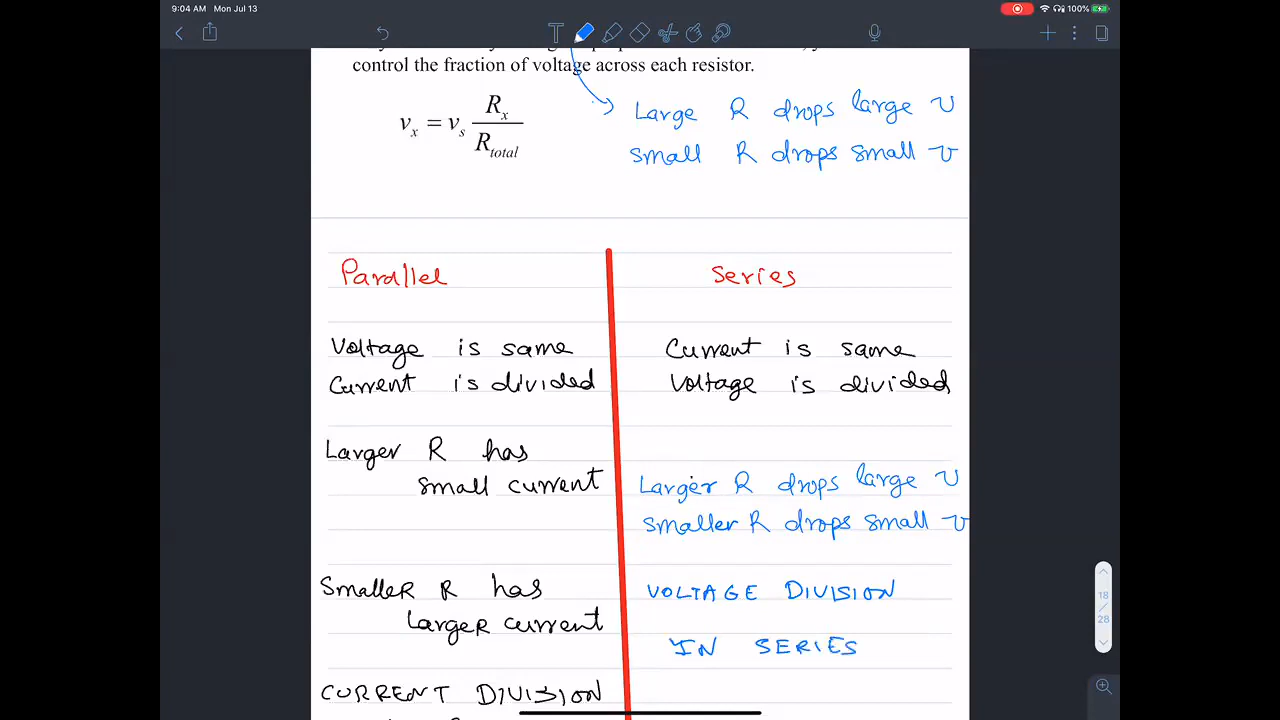 9:04 AM Mon Jul 13
100%
control the fraction of voltage across each resistor.
v_x = v_s R_x / R_total
Large R drops large v
small R drops small v
Parallel
Series
Voltage is same
Current is divided
Current is same
Voltage is divided
Larger R has
small current
Larger R drops large v
smaller R drops small v
SmalleR R has
largeR current
VOLTAGE DIVISION
IN SERIES
CURRENT DIVISION
18
/
28